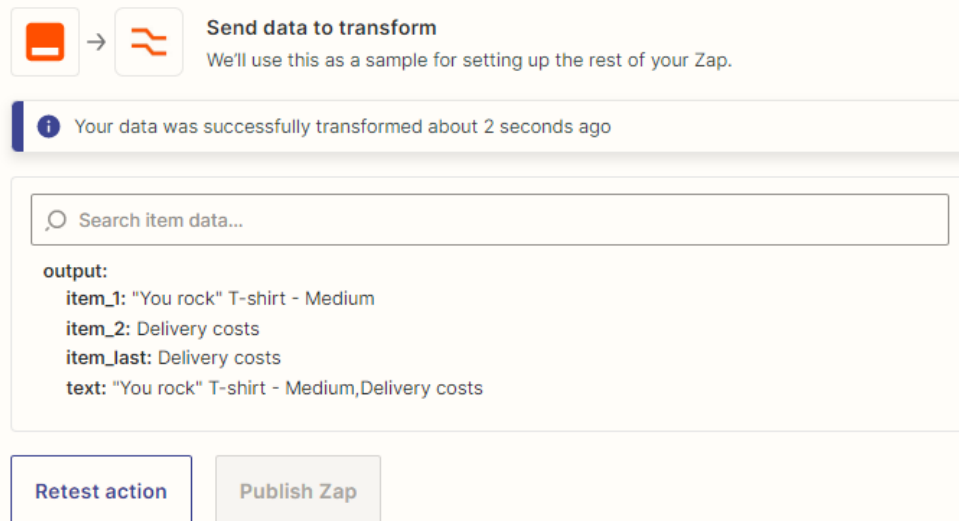 Send data to transform
We'll use this as a sample for setting up the rest of your Zap.
Your data was successfully transformed about 2 seconds ago
Search item data...
output:
item_1: "You rock" T-shirt - Medium
item_2: Delivery costs
item_last: Delivery costs
text: "You rock" T-shirt - Medium,Delivery costs
Retest action
Publish Zap